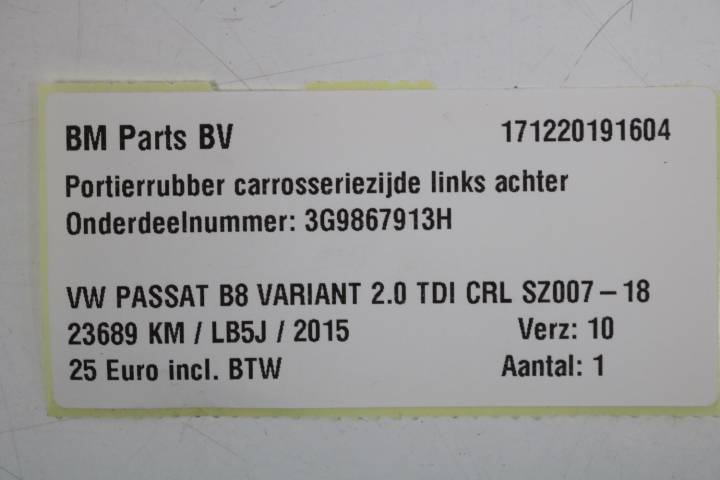 BM Parts BV 171220191604
Portierrubber carrosseriezijde links achter
Onderdeelnummer: 3G9867913H
VW PASSAT B8 VARIANT 2.0 TDI CRL SZ007 – 18
23689 KM / LB5J / 2015 Verz: 10
25 Euro incl. BTW Aantal: 1